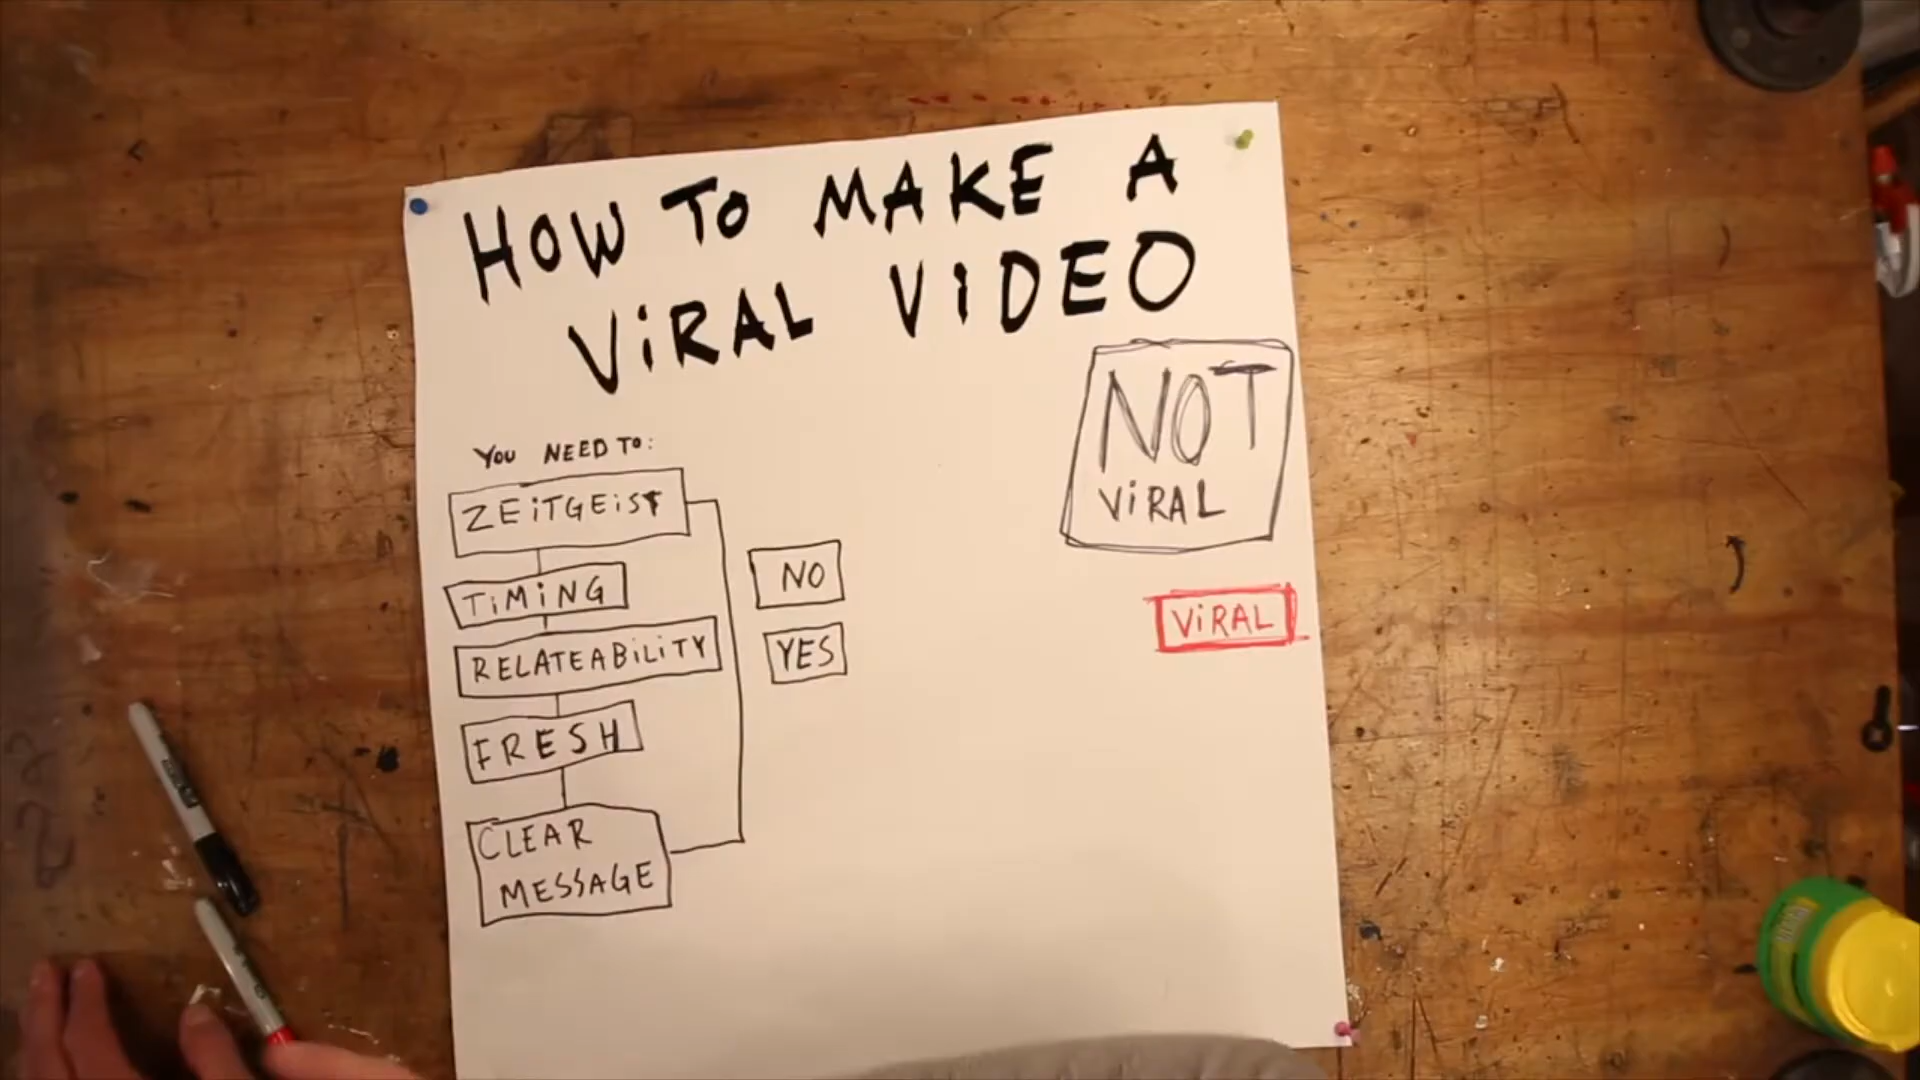 HOW TO MAKE A
ViRAL ViDEO
YOU NEED TO:
ZEiTGEiST
TiMiNG
RELATEABiLiTY
FRESH
CLEAR
MESSAGE
NO
YES
NOT
ViRAL
ViRAL